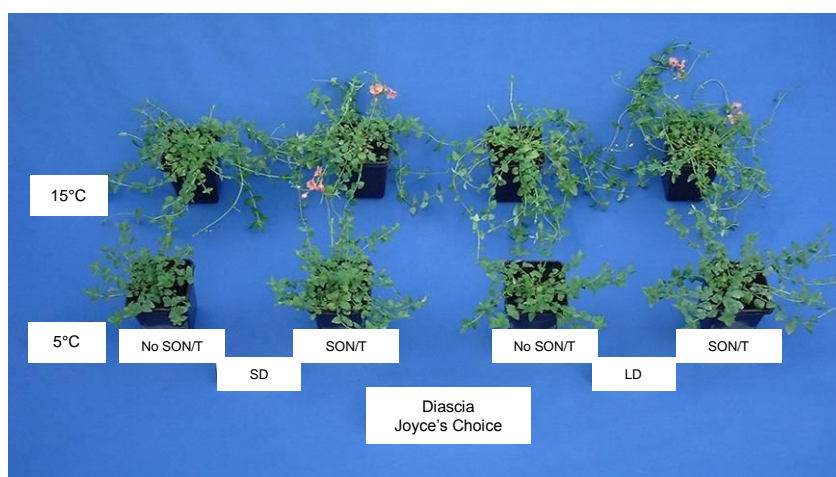 15°C
5°C
No SON/T
SON/T
No SON/T
SON/T
SD
LD
Diascia
Joyce's Choice